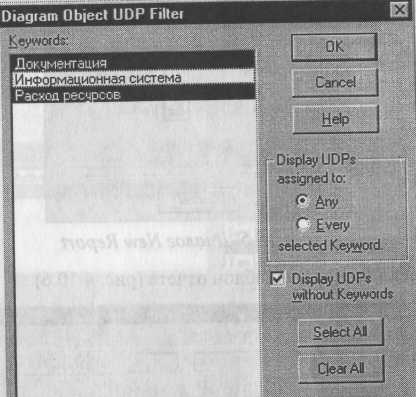 Diagram Object UDP Filter
Keywords:
Документация
Информационная система
Расход ресурсов
OK
Cancel
Help
Display UDPs
assigned to:
Any
Every
selected Keyword.
Display UDPs
without Keywords
Select All
Clear All